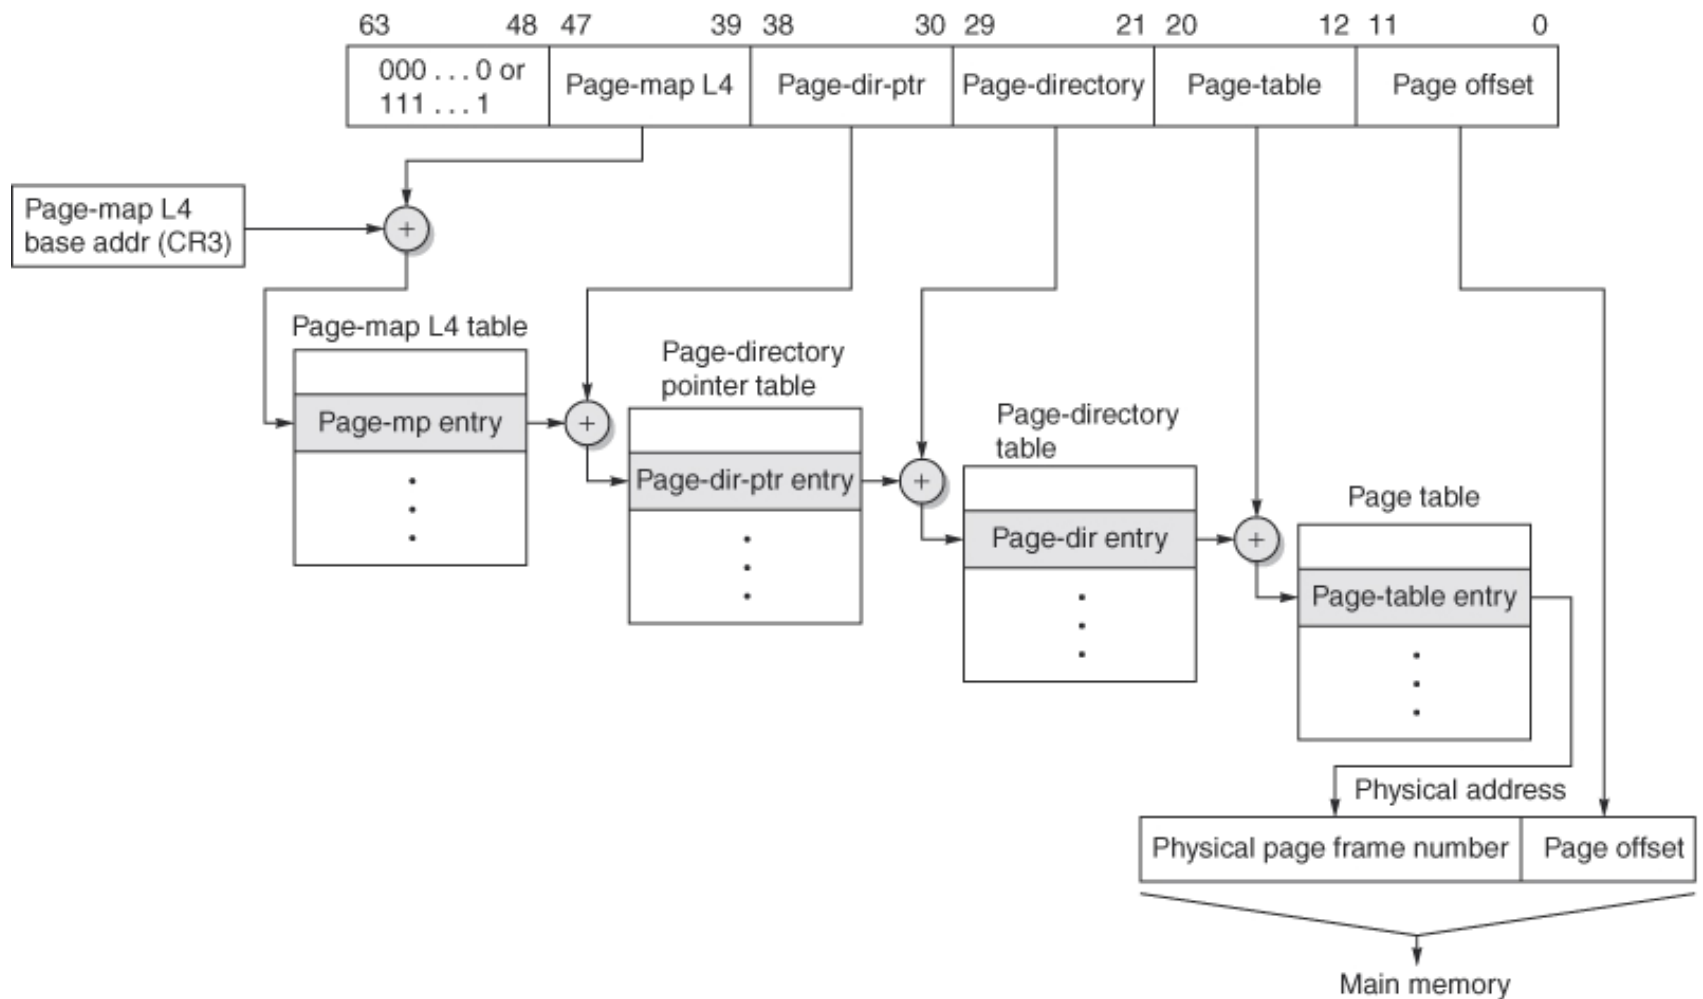 63 48 47 39 38 30 29 21 20 12 11 0
000 . . . 0 or
111 . . . 1
Page-map L4
Page-dir-ptr
Page-directory
Page-table
Page offset
Page-map L4
base addr (CR3)
+
Page-map L4 table
Page-mp entry
+
Page-directory
pointer table
Page-dir-ptr entry
+
Page-directory
table
Page-dir entry
+
Page table
Page-table entry
Physical address
Physical page frame number
Page offset
Main memory